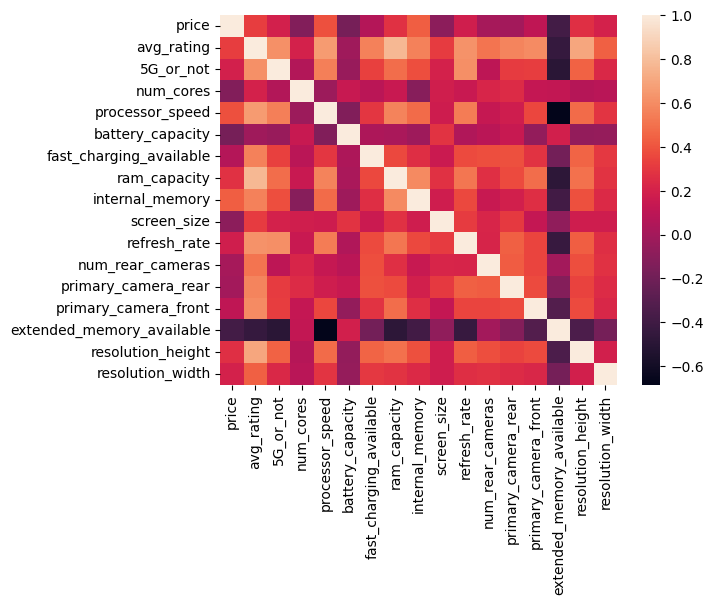 price
avg_rating
5G_or_not
num_cores
processor_speed
battery_capacity
fast_charging_available
ram_capacity
internal_memory
screen_size
refresh_rate
num_rear_cameras
primary_camera_rear
primary_camera_front
extended_memory_available
resolution_height
resolution_width
price
avg_rating
5G_or_not
num_cores
processor_speed
battery_capacity
fast_charging_available
ram_capacity
internal_memory
screen_size
refresh_rate
num_rear_cameras
primary_camera_rear
primary_camera_front
extended_memory_available
resolution_height
resolution_width
1.0
0.8
0.6
0.4
0.2
0.0
−0.2
−0.4
−0.6